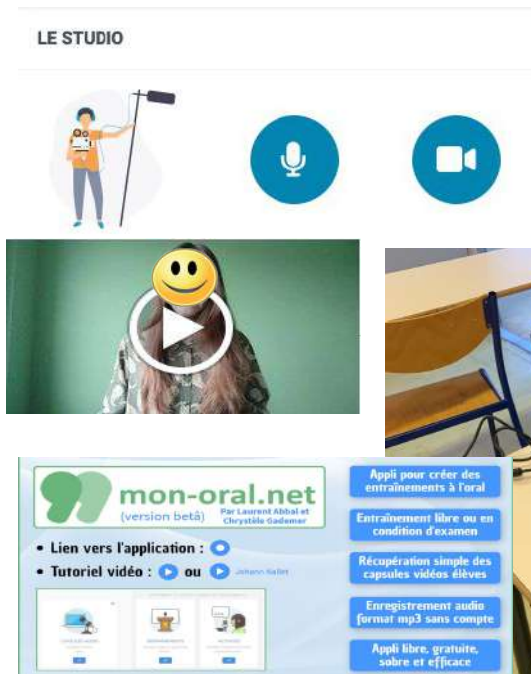 LE STUDIO
mon-oral.net
(version betâ)
Par Laurent Abbal et
Chrystèle Gademer
• Lien vers l'application :
• Tutoriel vidéo : ou
Johann Nallet
Appli pour créer des
entraînements à l'oral
Entraînement libre ou en
condition d'examen
Récupération simple des
capsules vidéos élèves
Enregistrement audio
format mp3 sans compte
Appli libre, gratuite,
sobre et efficace